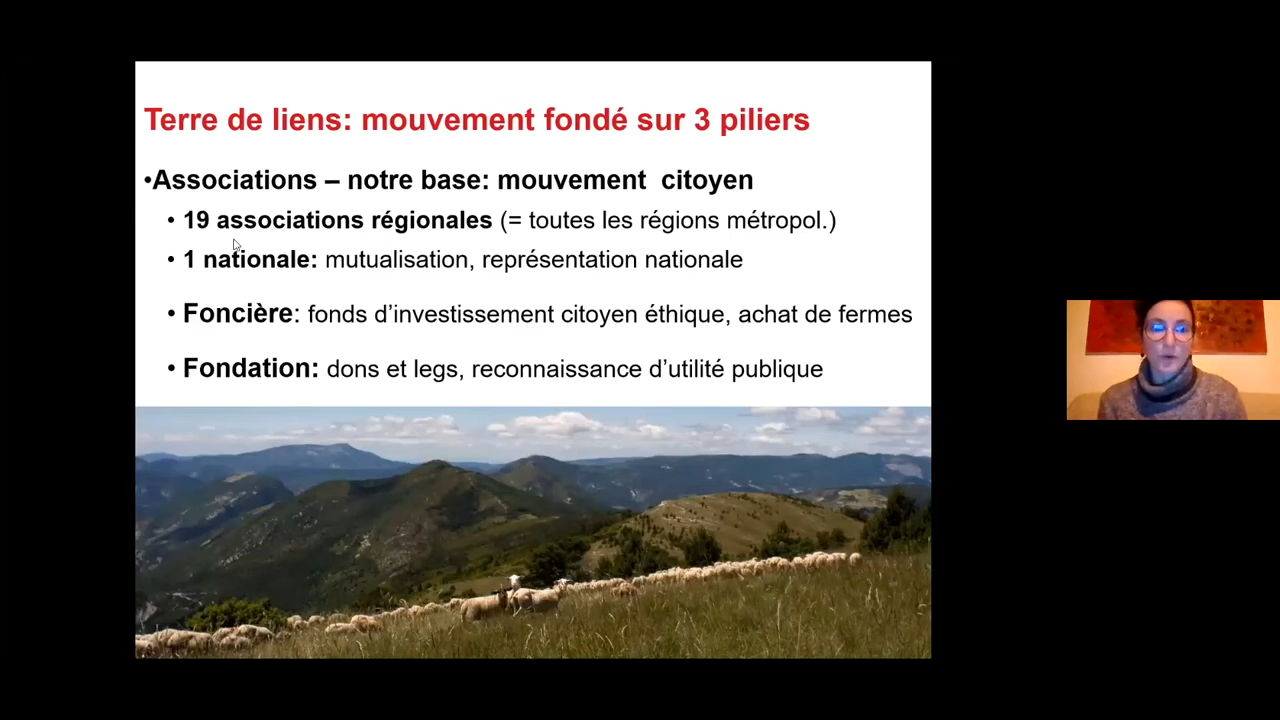 Terre de liens: mouvement fondé sur 3 piliers
•Associations – notre base: mouvement citoyen
• 19 associations régionales (= toutes les régions métropol.)
• 1 nationale: mutualisation, représentation nationale
• Foncière: fonds d’investissement citoyen éthique, achat de fermes
• Fondation: dons et legs, reconnaissance d’utilité publique